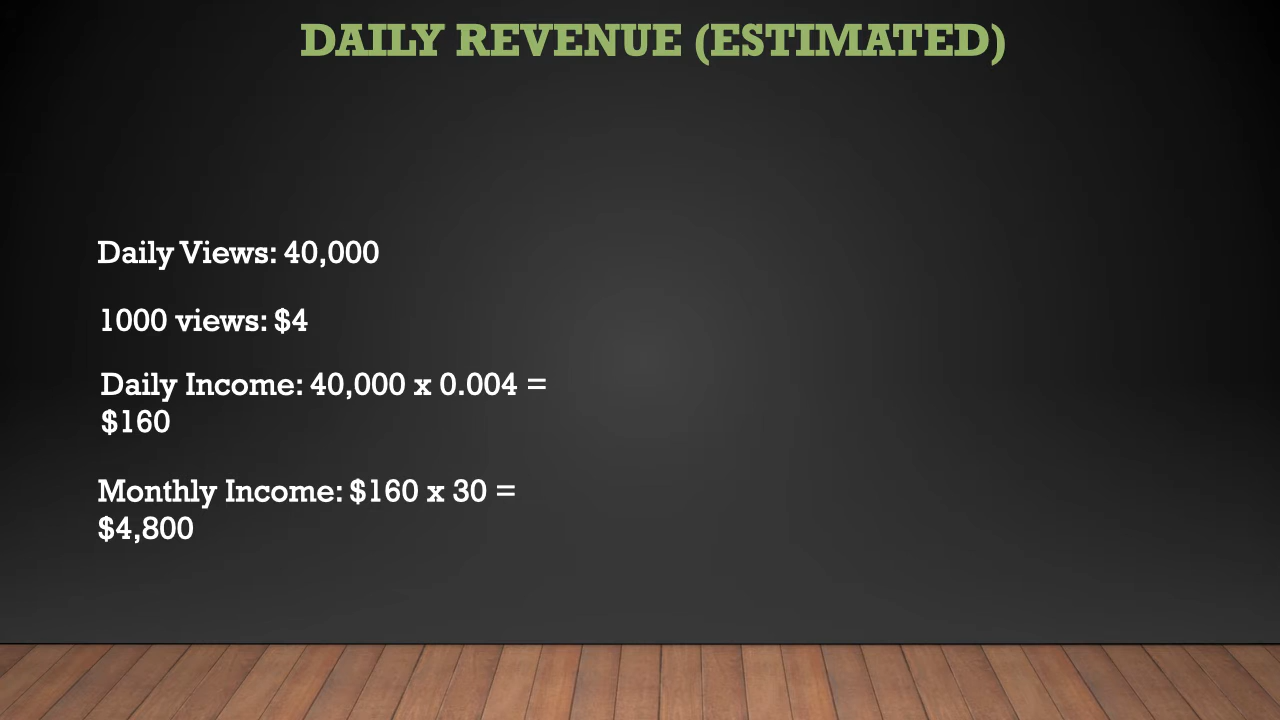 DAILY REVENUE (ESTIMATED)
Daily Views: 40,000
1000 views: $4
Daily Income: 40,000 x 0.004 =
$160
Monthly Income: $160 x 30 =
$4,800